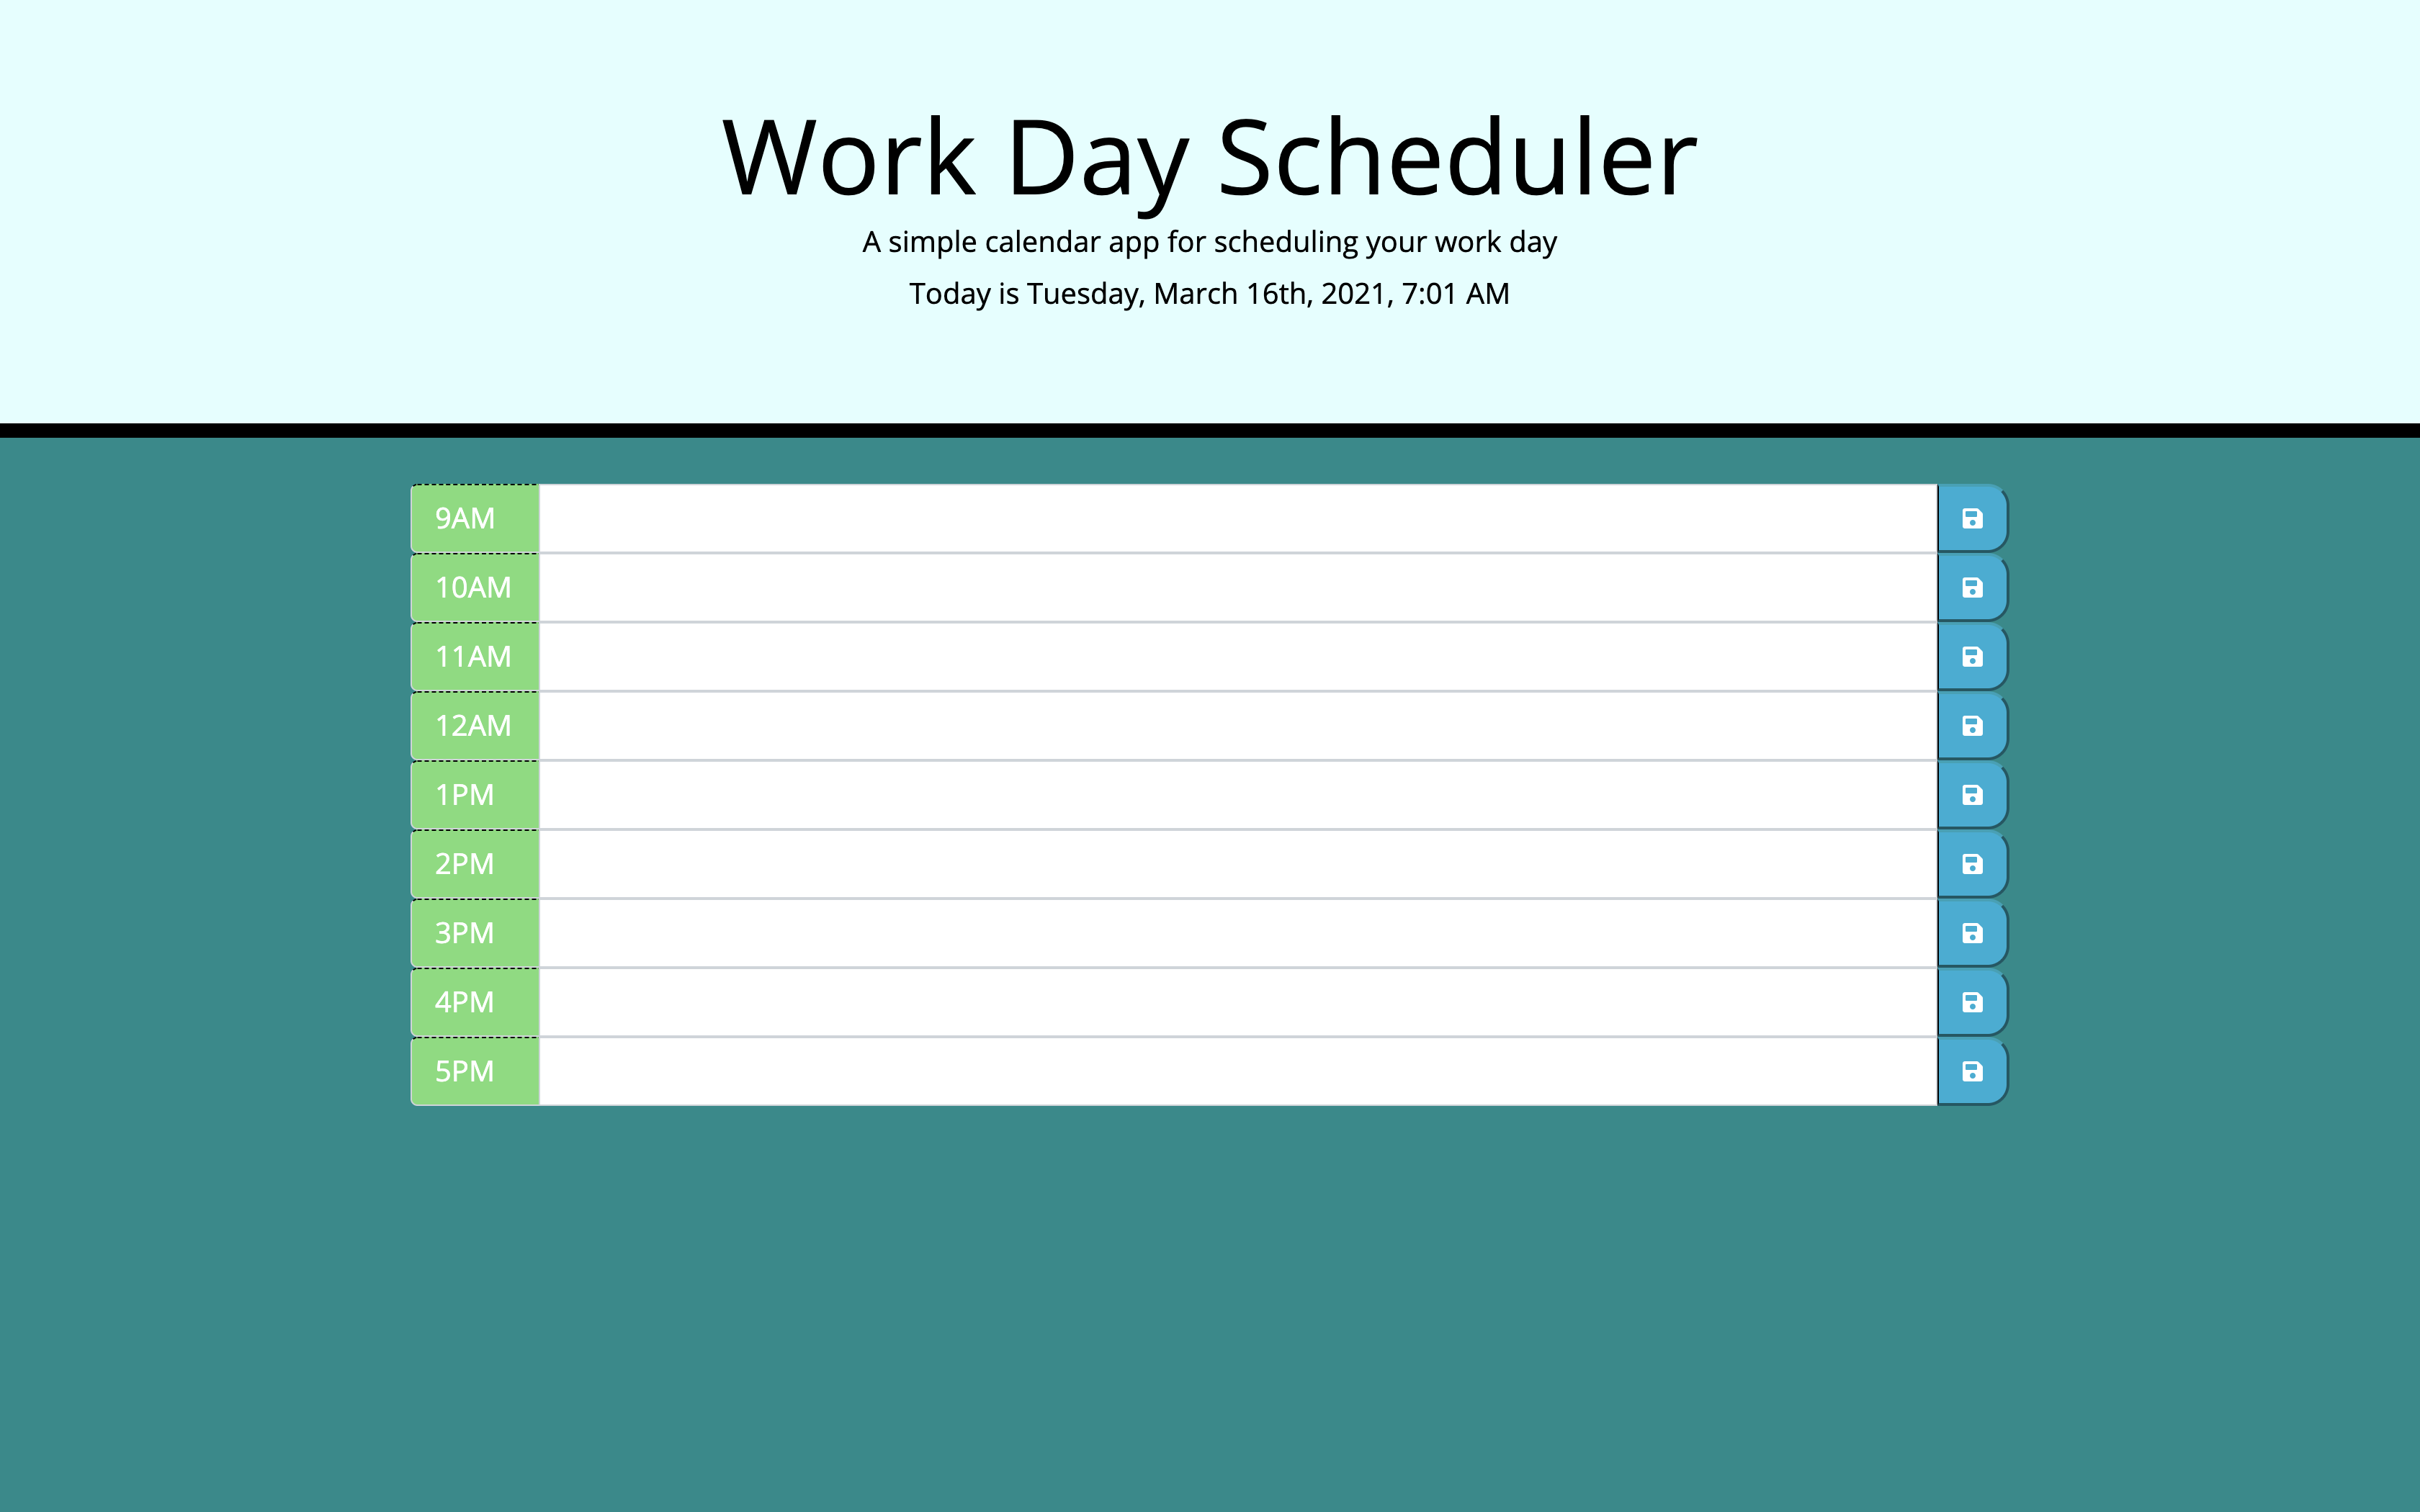 Work Day Scheduler
A simple calendar app for scheduling your work day
Today is Tuesday, March 16th, 2021, 7:01 AM
9AM
10AM
11AM
12AM
1PM
2PM
3PM
4PM
5PM